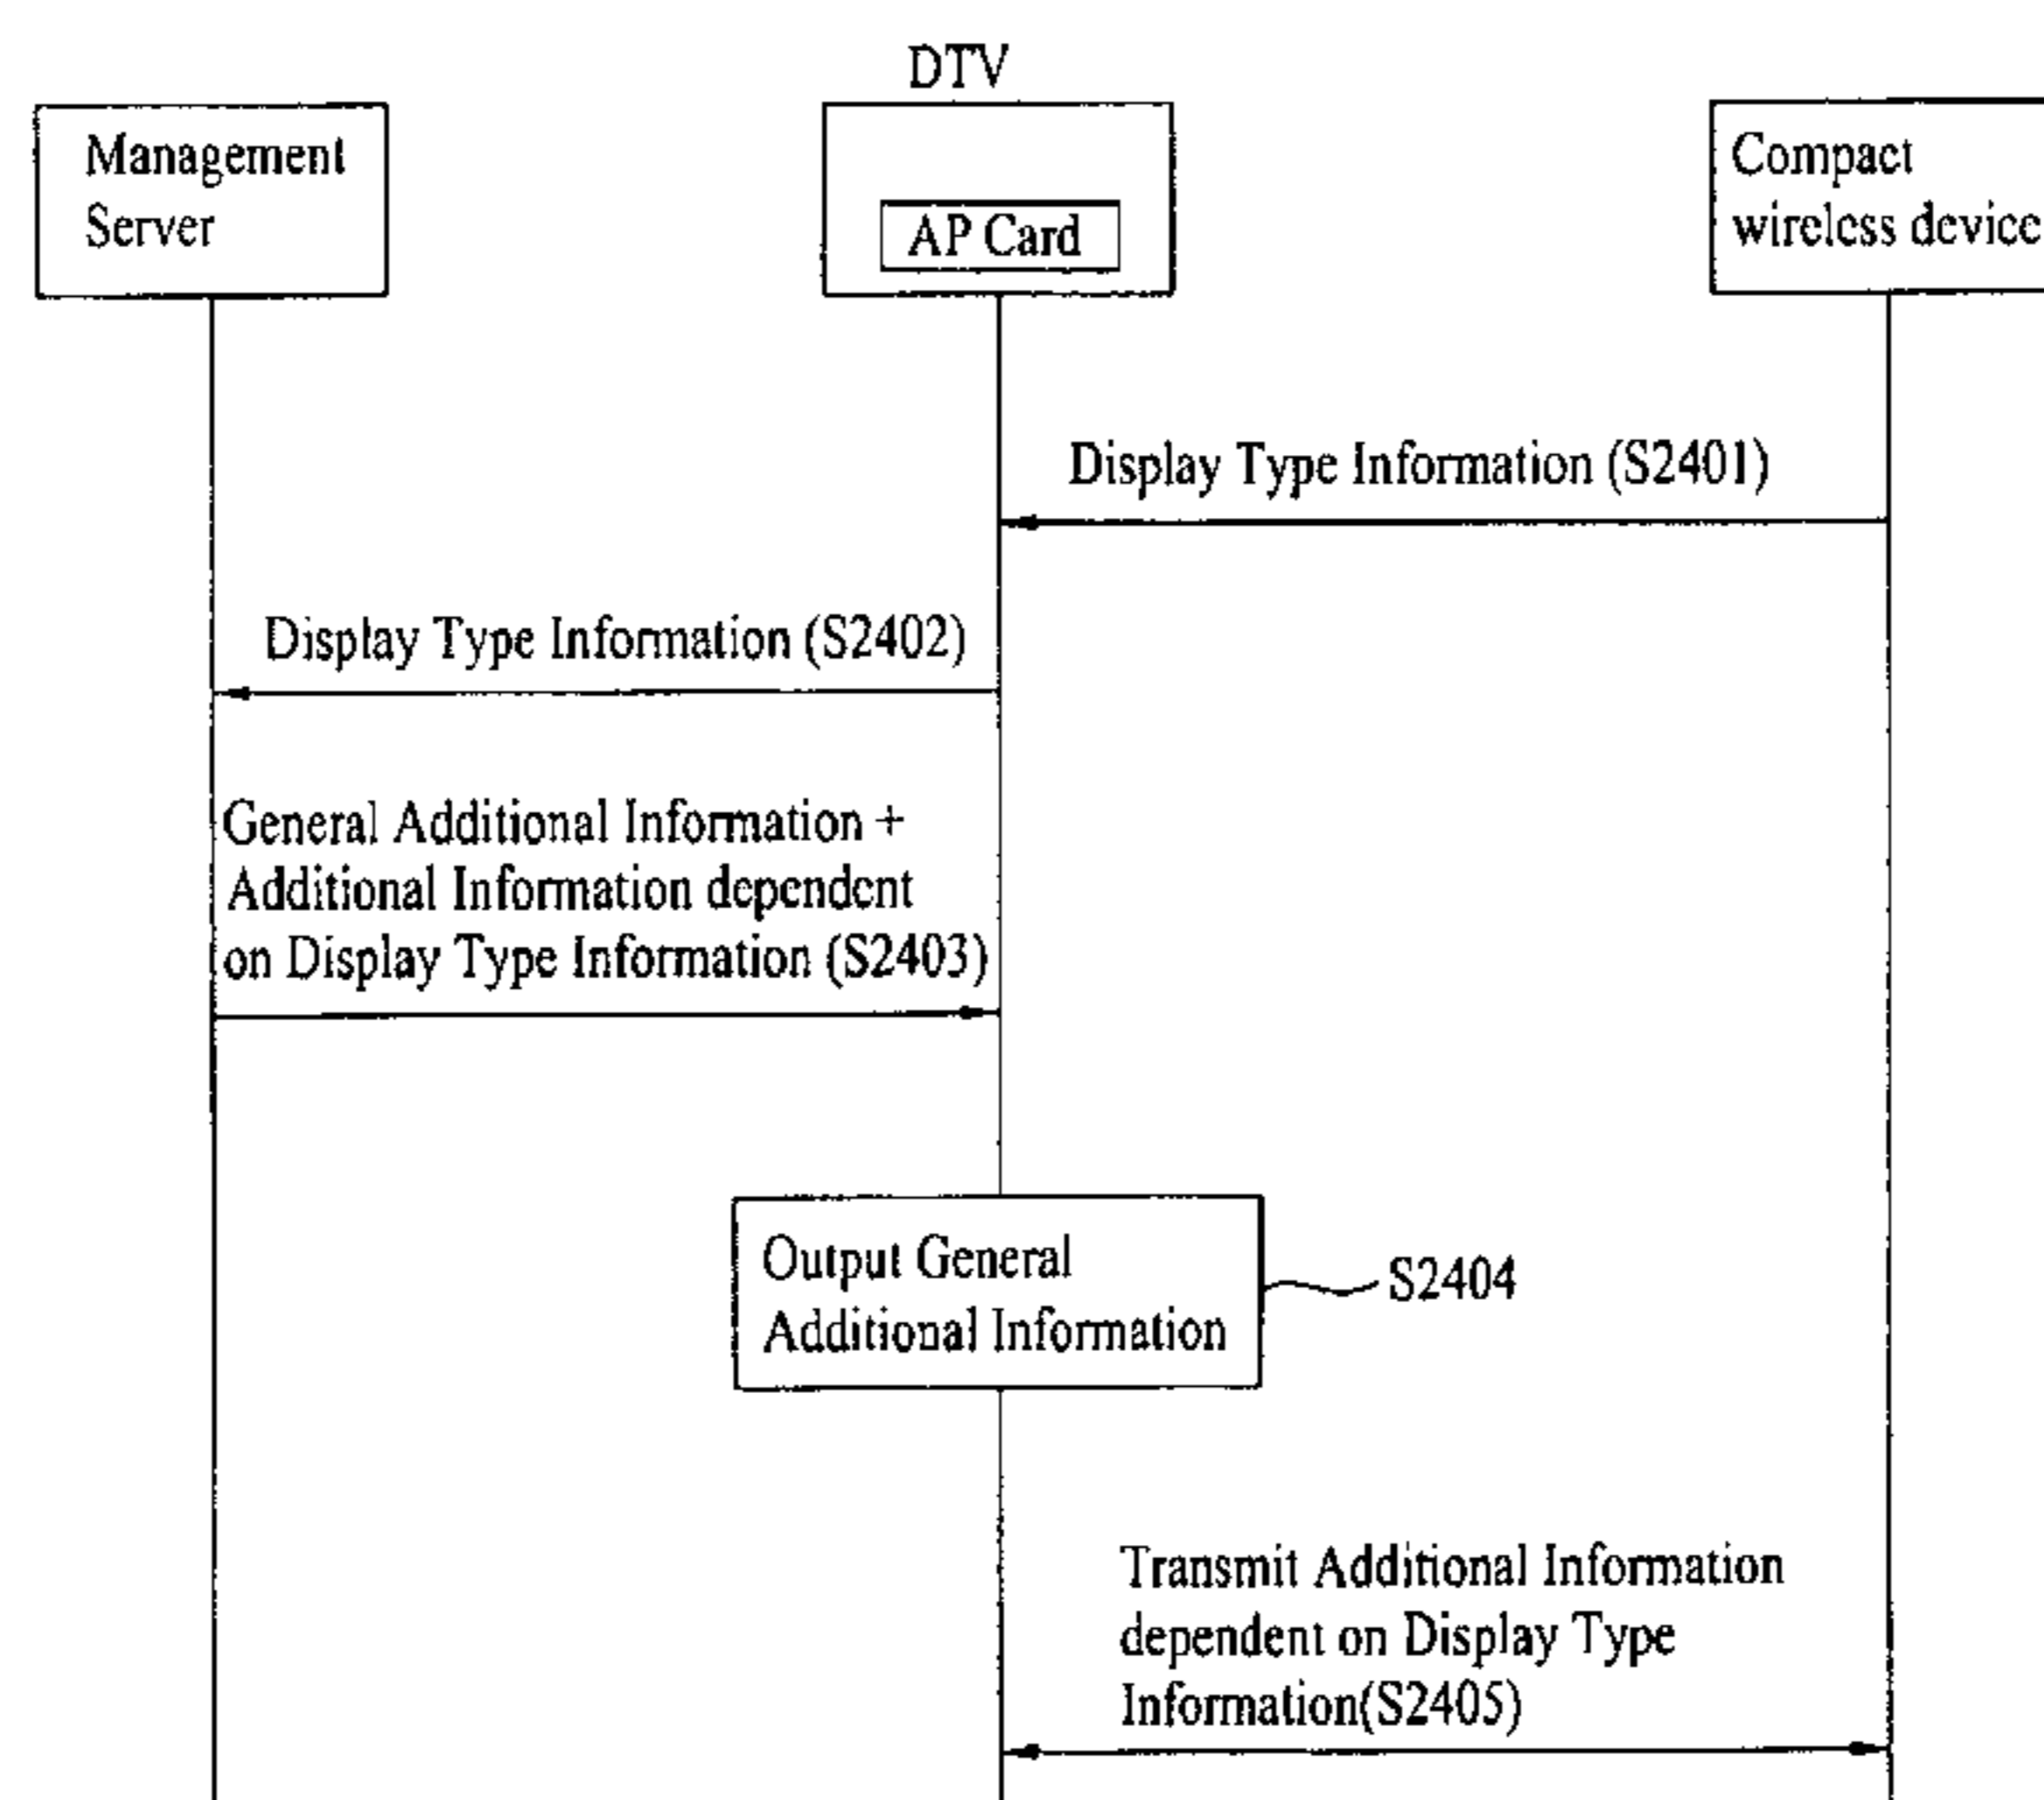 DTV
Management
Server
AP Card
Compact
wireless device
Display Type Information (S2401)
Display Type Information (S2402)
General Additional Information +
Additional Information dependent
on Display Type Information (S2403)
Output General
Additional Information
S2404
Transmit Additional Information
dependent on Display Type
Information(S2405)